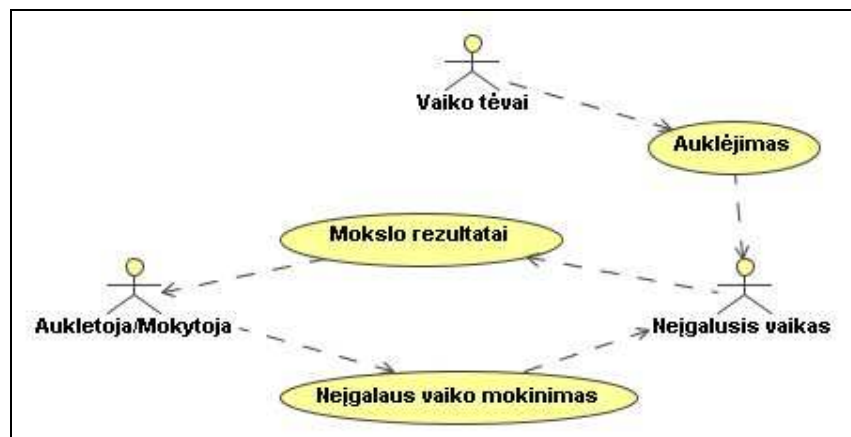 Vaiko tėvai
Auklėjimas
Mokslo rezultatai
Aukletoja/Mokytoja
Neįgalusis vaikas
Neįgalaus vaiko mokinimas